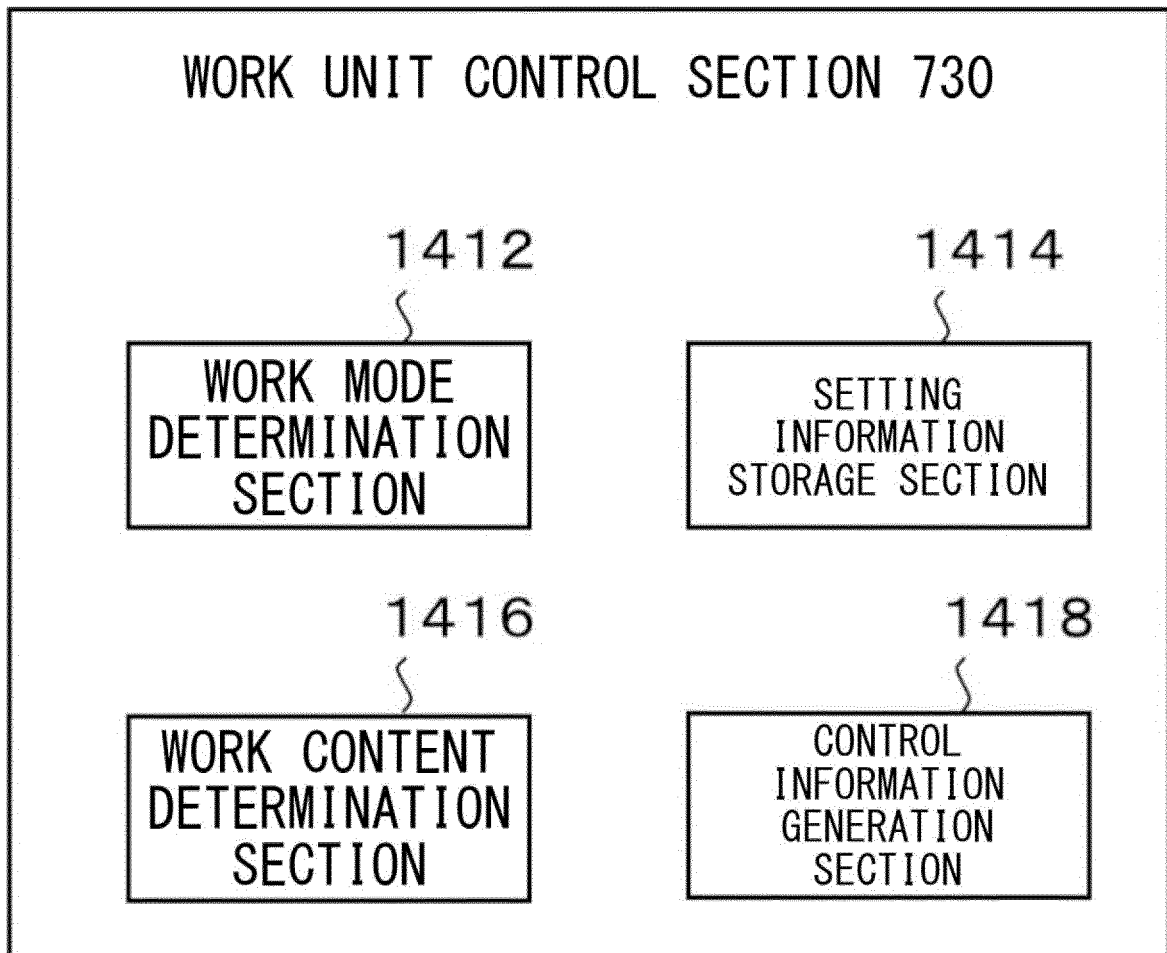 WORK UNIT CONTROL SECTION 730
1412
WORK MODE
DETERMINATION
SECTION
1414
SETTING
INFORMATION
STORAGE SECTION
1416
WORK CONTENT
DETERMINATION
SECTION
1418
CONTROL
INFORMATION
GENERATION
SECTION